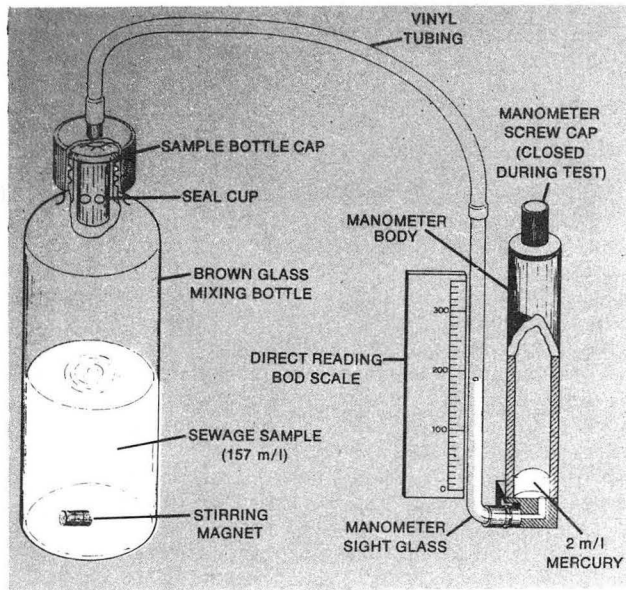 VINYL
TUBING
MANOMETER
SCREW CAP
(CLOSED
DURING TEST)
SAMPLE BOTTLE CAP
SEAL CUP
MANOMETER
BODY
BROWN GLASS
MIXING BOTTLE
300
DIRECT READING
BOD SCALE
200
100
SEWAGE SAMPLE
(157 m/l)
0
STIRRING
MAGNET
MANOMETER
SIGHT GLASS
2 m/l
MERCURY